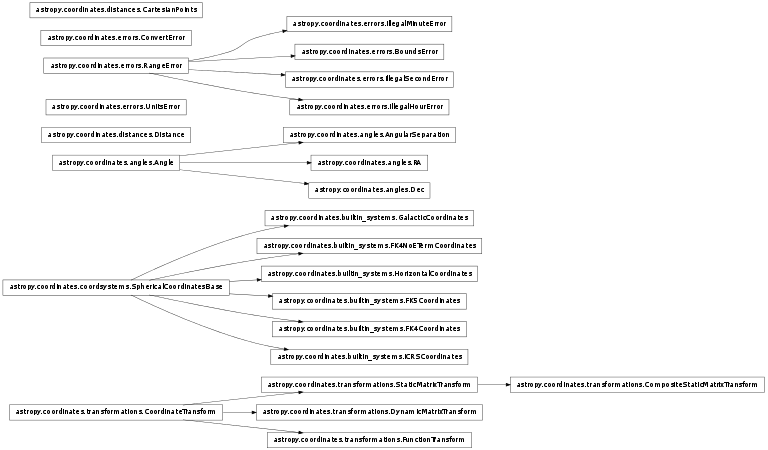 astropy.coordinates.distances.CartesianPoints
astropy.coordinates.errors.IllegalMinuteError
astropy.coordinates.errors.ConvertError
astropy.coordinates.errors.BoundsError
astropy.coordinates.errors.RangeError
astropy.coordinates.errors.IllegalSecondError
astropy.coordinates.errors.UnitsError
astropy.coordinates.errors.IllegalHourError
astropy.coordinates.distances.Distance
astropy.coordinates.angles.AngularSeparation
astropy.coordinates.angles.Angle
astropy.coordinates.angles.RA
astropy.coordinates.angles.Dec
astropy.coordinates.builtin_systems.GalacticCoordinates
astropy.coordinates.builtin_systems.FK4NoETermCoordinates
astropy.coordinates.builtin_systems.HorizontalCoordinates
astropy.coordinates.coordsystems.SphericalCoordinatesBase
astropy.coordinates.builtin_systems.FK5Coordinates
astropy.coordinates.builtin_systems.FK4Coordinates
astropy.coordinates.builtin_systems.ICRSCoordinates
astropy.coordinates.transformations.StaticMatrixTransform
astropy.coordinates.transformations.CompositeStaticMatrixTransform
astropy.coordinates.transformations.CoordinateTransform
astropy.coordinates.transformations.DynamicMatrixTransform
astropy.coordinates.transformations.FunctionTransform